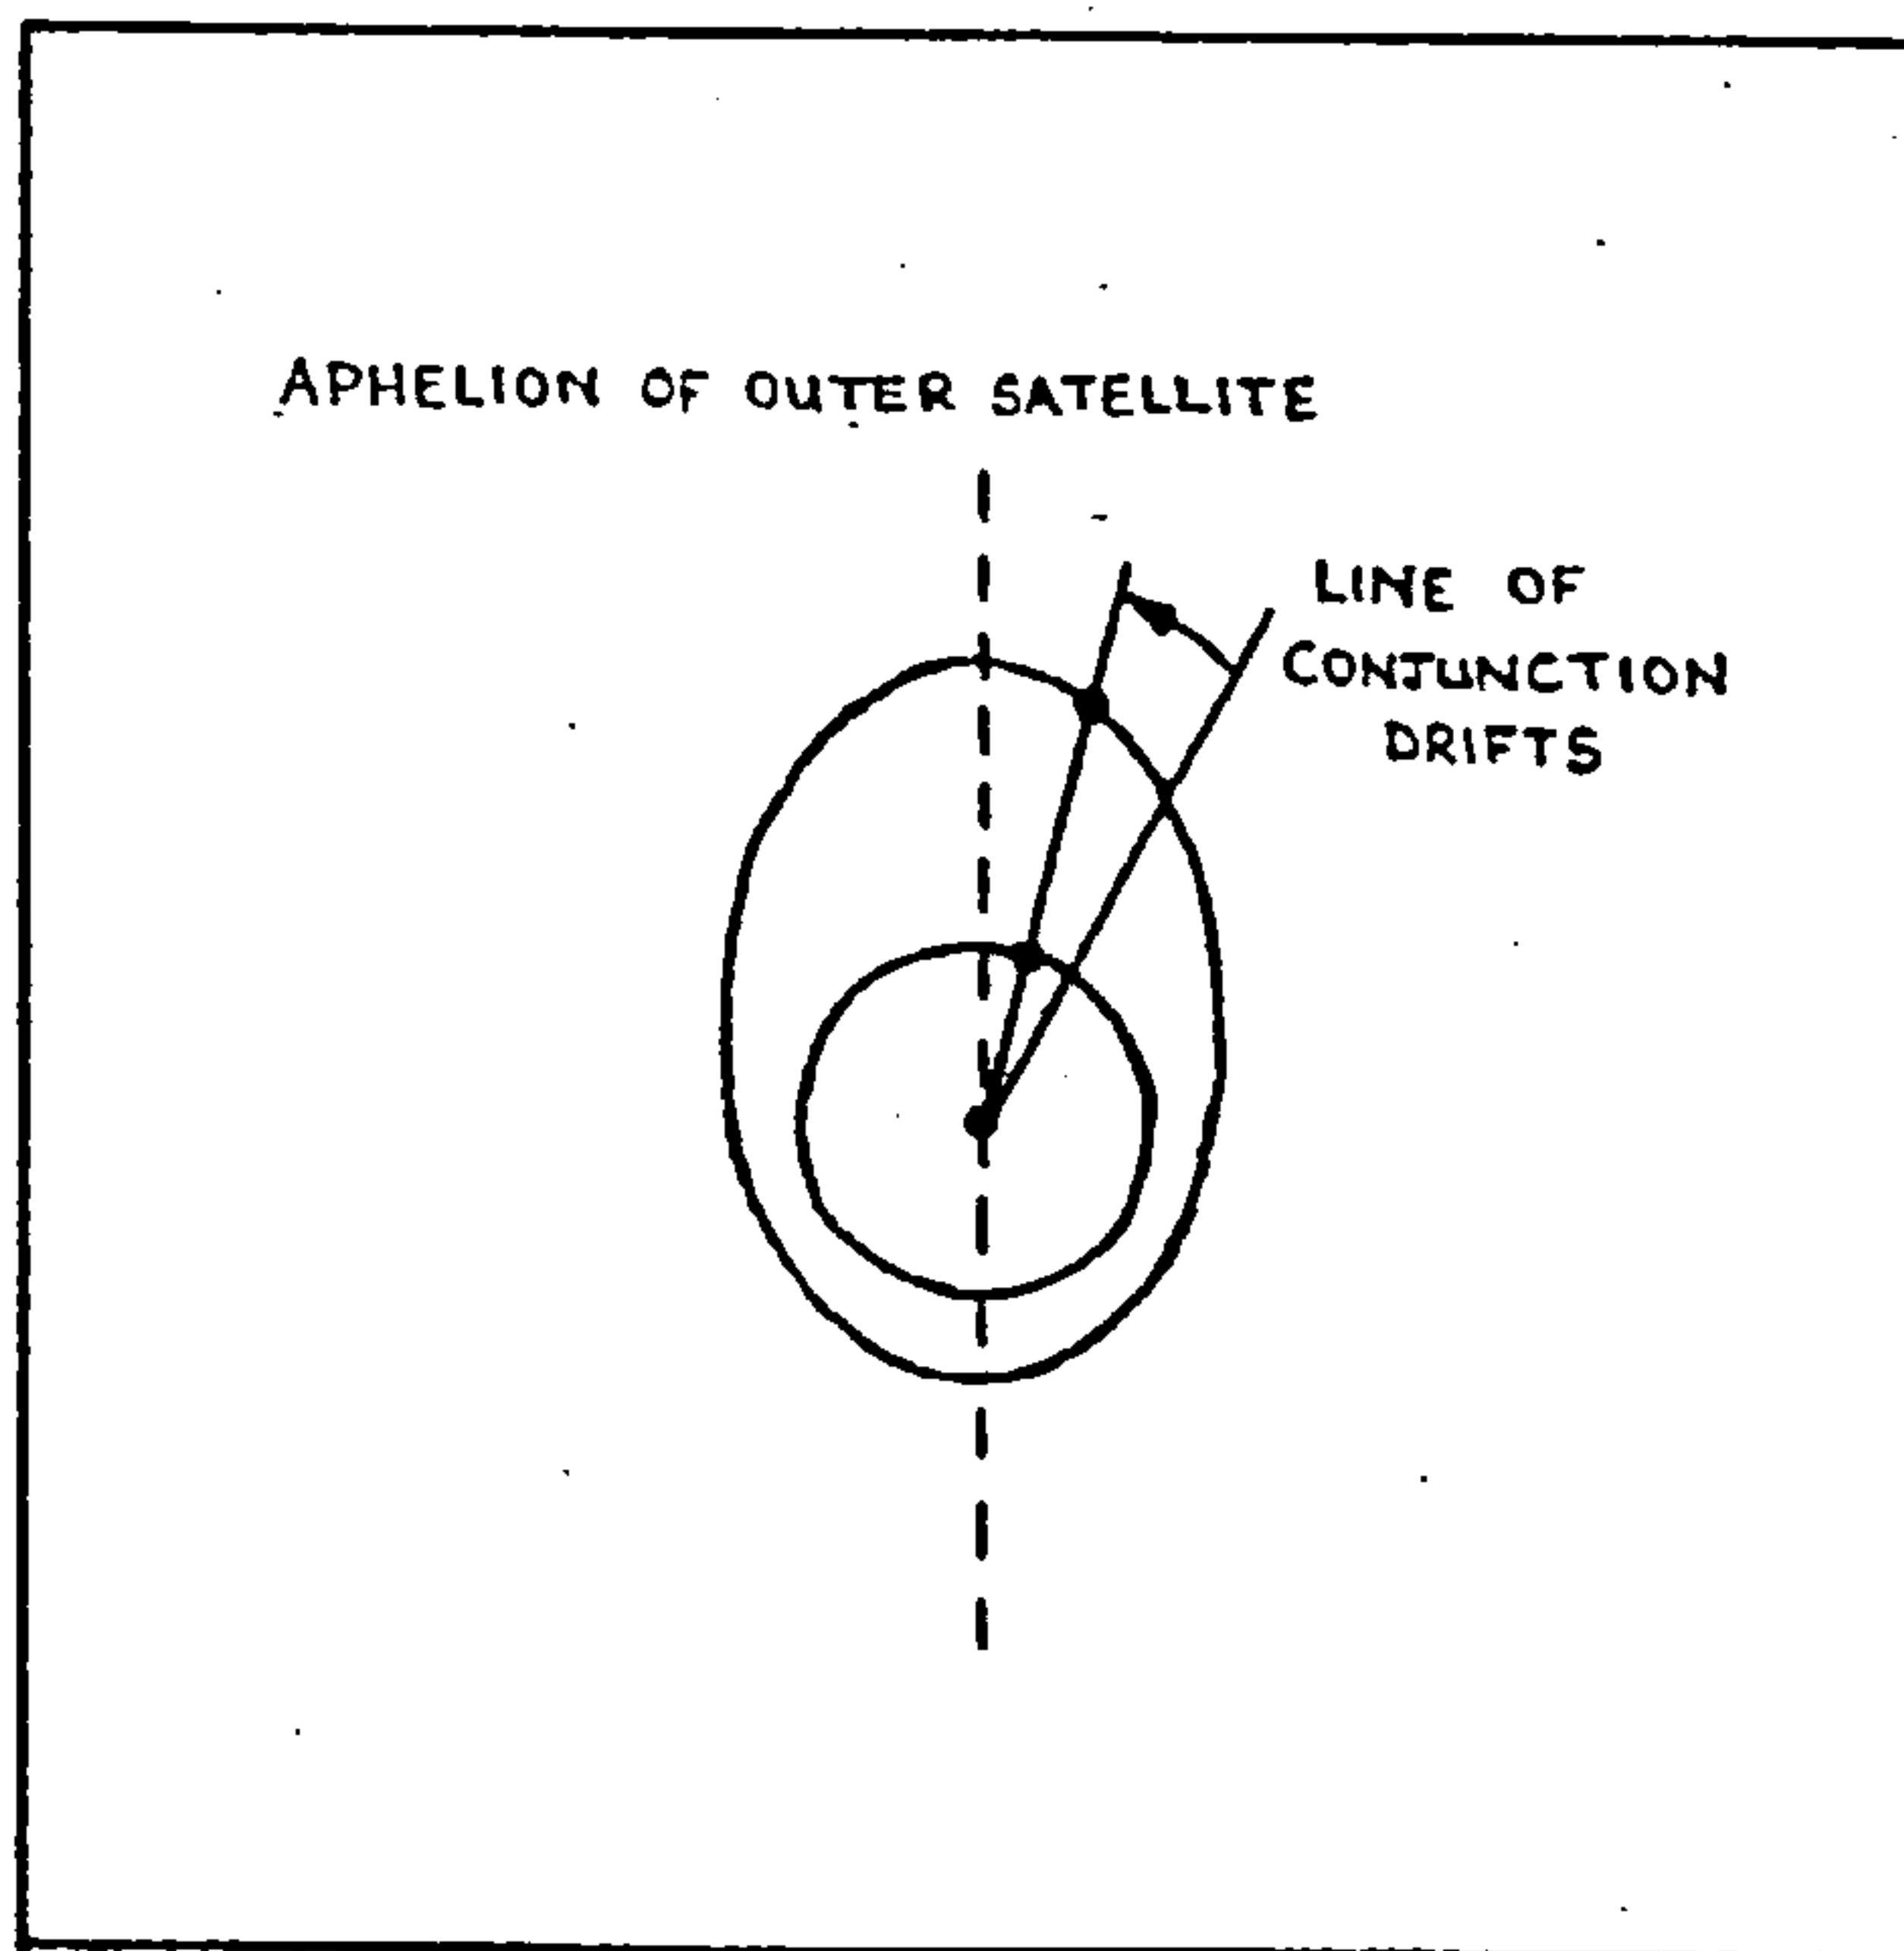 APHELION OF OUTER SATELLITE
LINE OF
CONJUNCTION
DRIFTS